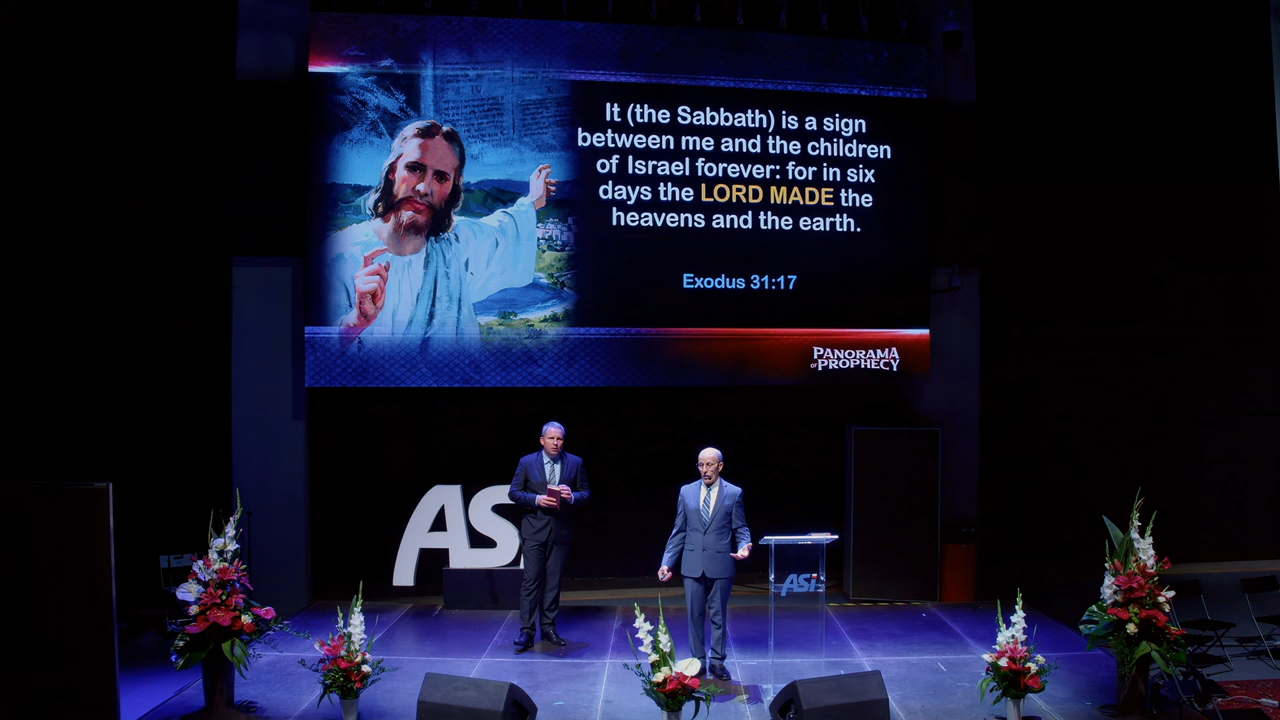 It (the Sabbath) is a sign
between me and the children
of Israel forever: for in six
days the LORD MADE the
heavens and the earth.
Exodus 31:17
PANORAMA
OF PROPHECY
ASi
ASi